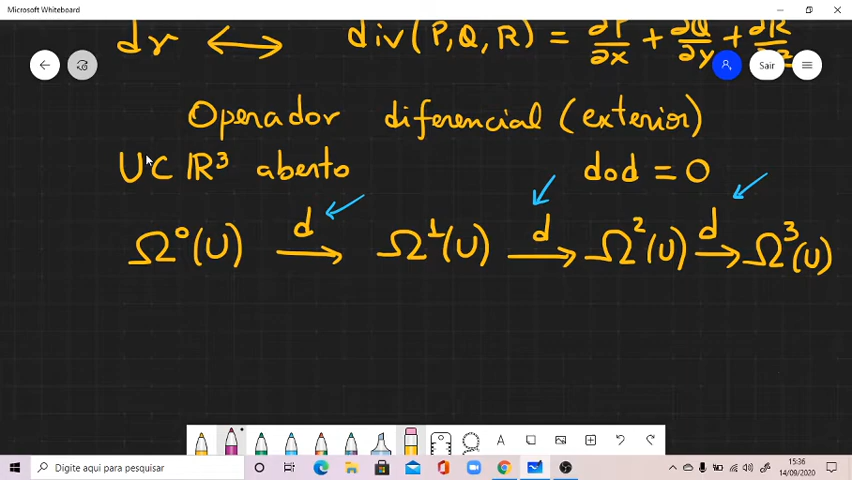 Microsoft Whiteboard
dr ↔ div(P,Q,R) = ∂P/∂x + ∂Q/∂y + ∂R/∂z
Sair
Operador diferencial (exterior)
U ⊂ ℝ³ aberto d∘d = 0
Ω⁰(U) →d Ω¹(U) →d Ω²(U) →d Ω³(U)
Digite aqui para pesquisar
15:36
14/09/2020